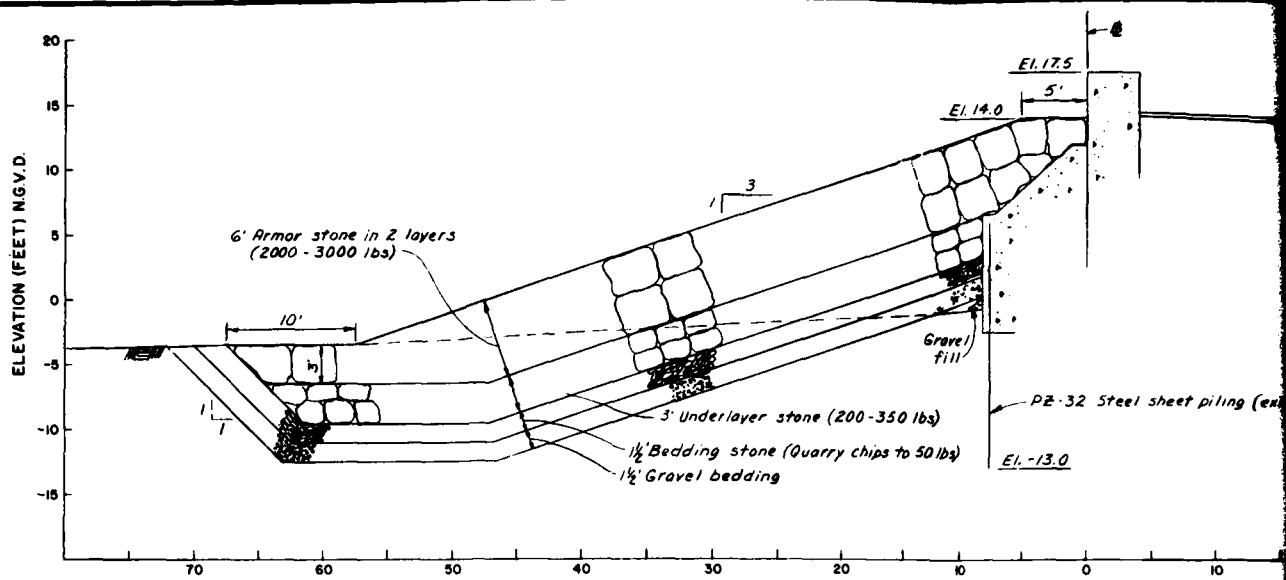 20
15
10
5
0
-5
-10
-15
ELEVATION (FEET) N.G.V.D.
El. 17.5
5'
El. 14.0
3
1
6' Armor stone in 2 layers
(2000 - 3000 lbs)
10'
3'
1
1
Gravel
fill
3' Underlayer stone (200-350 lbs)
1½' Bedding stone (Quarry chips to 50 lbs)
1½' Gravel bedding
PZ-32 Steel sheet piling (ex
El. -13.0
70 60 50 40 30 20 10 0 10